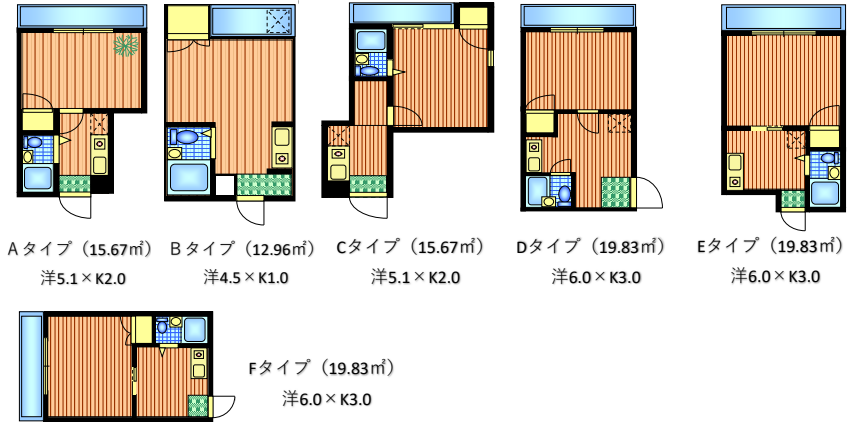 Aタイプ（15.67㎡）
洋5.1×K2.0
Bタイプ（12.96㎡）
洋4.5×K1.0
Cタイプ（15.67㎡）
洋5.1×K2.0
Dタイプ（19.83㎡）
洋6.0×K3.0
Eタイプ（19.83㎡）
洋6.0×K3.0
Fタイプ（19.83㎡）
洋6.0×K3.0